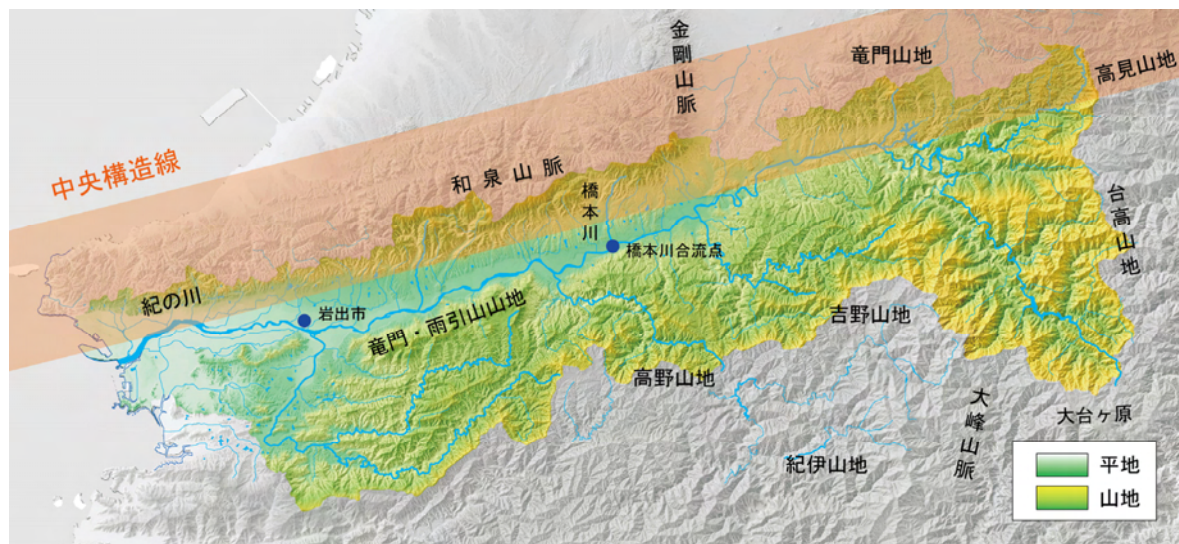 金剛山脈
竜門山地
高見山地
中央構造線
和泉山脈
橋本川
台高山地
橋本川合流点
紀の川
岩出市
竜門・雨引山山地
吉野山地
高野山地
大峰山脈
大台ヶ原
紀伊山地
平地
山地